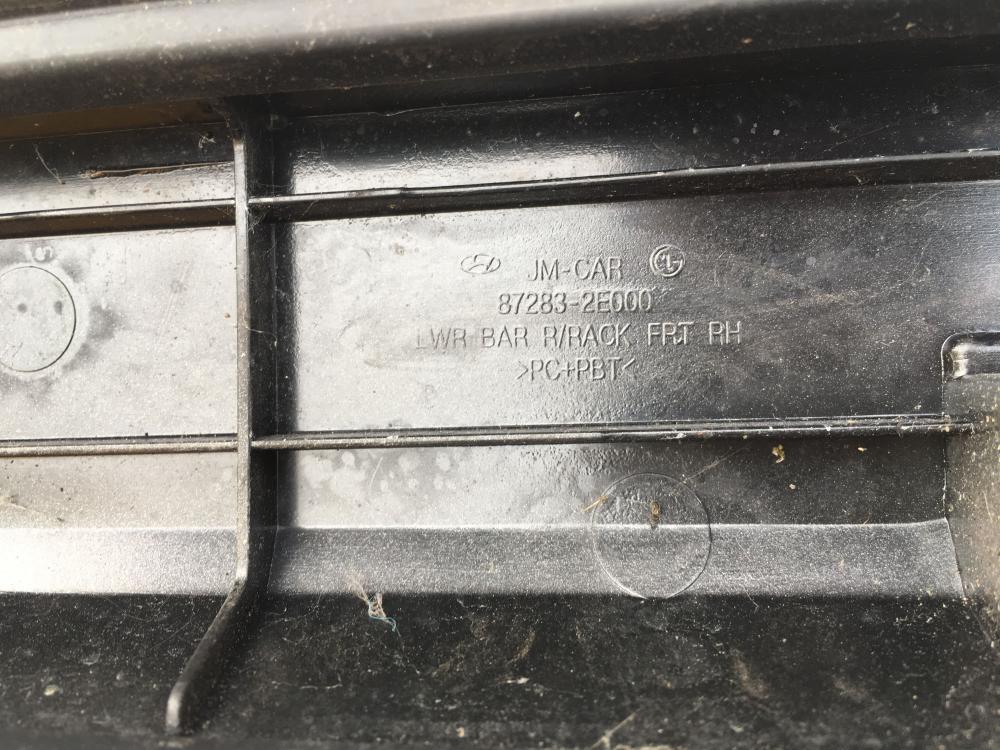 JM-CAR
87283-2E000
LWR BAR R/RACK FRT RH
>PC+PBT<